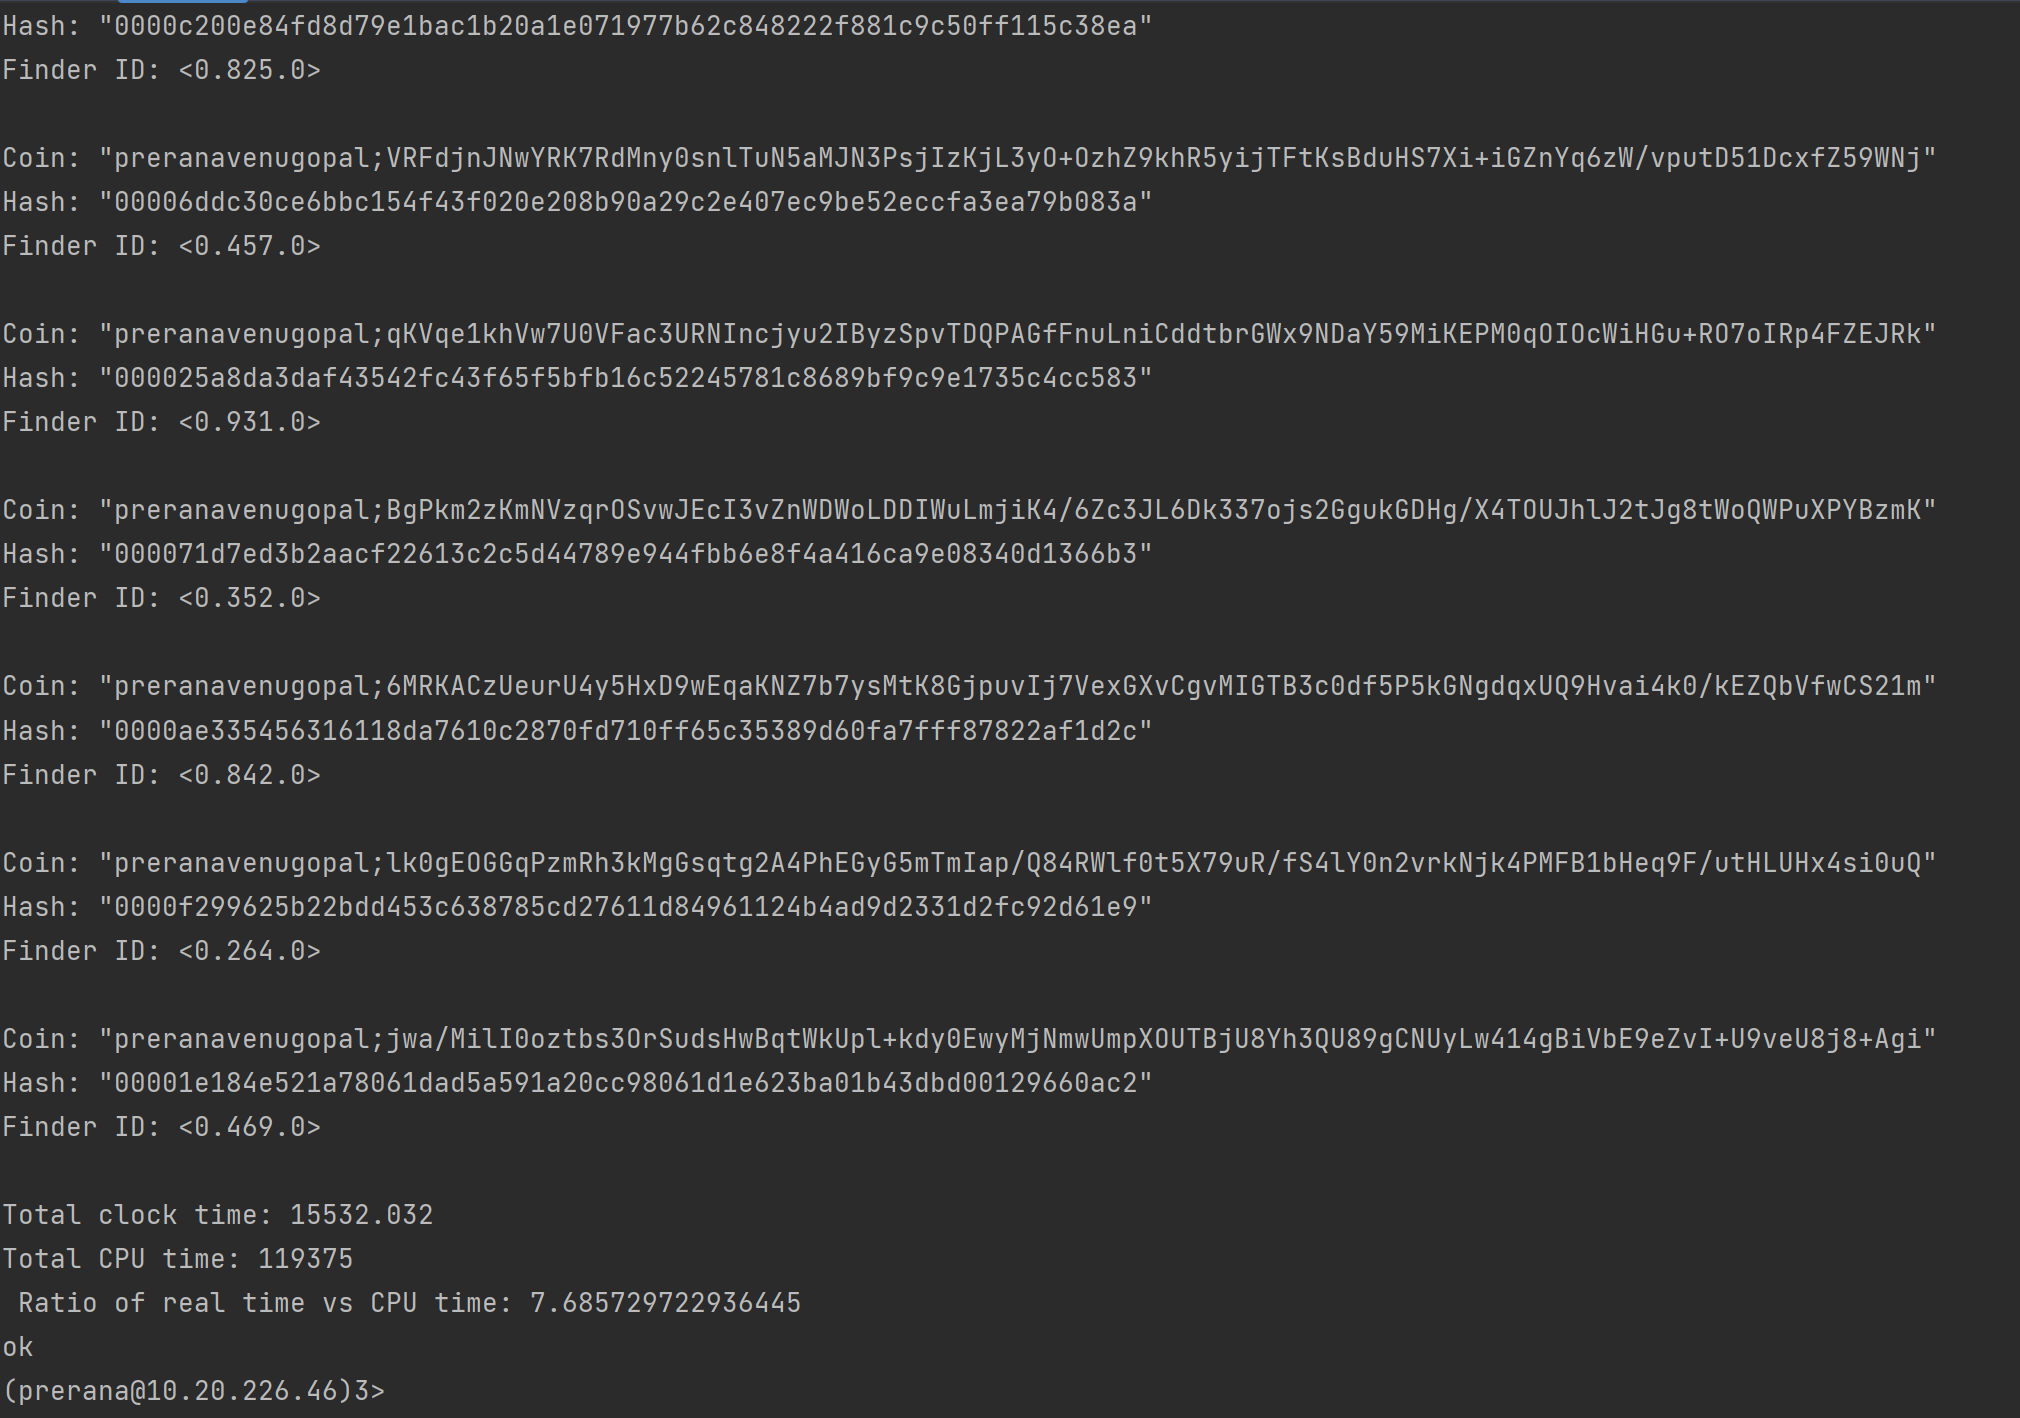 Hash: "0000c200e84fd8d79e1bac1b20a1e071977b62c848222f881c9c50ff115c38ea"
Finder ID: <0.825.0>
Coin: "preranavenugopal;VRFdjnJNwYRK7RdMny0snlTuN5aMJN3PsjIzKjL3yO+OzhZ9khR5yijTFtKsBduHS7Xi+iGZnYq6zW/vputD51DcxfZ59WNj"
Hash: "00006ddc30ce6bbc154f43f020e208b90a29c2e407ec9be52eccfa3ea79b083a"
Finder ID: <0.457.0>
Coin: "preranavenugopal;qKVqe1khVw7U0VFac3URNIncjyu2IByzSpvTDQPAGfFnuLniCddtbrGWx9NDaY59MiKEPM0qOIOcWiHGu+RO7oIRp4FZEJRk"
Hash: "000025a8da3daf43542fc43f65f5bfb16c52245781c8689bf9c9e1735c4cc583"
Finder ID: <0.931.0>
Coin: "preranavenugopal;BgPkm2zKmNVzqrOSvwJEcI3vZnWDWoLDDIWuLmjiK4/6Zc3JL6Dk337ojs2GgukGDHg/X4TOUJhlJ2tJg8tWoQWPuXPYBzmK"
Hash: "000071d7ed3b2aacf22613c2c5d44789e944fbb6e8f4a416ca9e08340d1366b3"
Finder ID: <0.352.0>
Coin: "preranavenugopal;6MRKACzUeurU4y5HxD9wEqaKNZ7b7ysMtK8GjpuvIj7VexGXvCgvMIGTB3c0df5P5kGNgdqxUQ9Hvai4k0/kEZQbVfwCS21m"
Hash: "0000ae335456316118da7610c2870fd710ff65c35389d60fa7fff87822af1d2c"
Finder ID: <0.842.0>
Coin: "preranavenugopal;lk0gEOGGqPzmRh3kMgGsqtg2A4PhEGyG5mTmIap/Q84RWlf0t5X79uR/fS4lY0n2vrkNjk4PMFB1bHeq9F/utHLUHx4si0uQ"
Hash: "0000f299625b22bdd453c638785cd27611d84961124b4ad9d2331d2fc92d61e9"
Finder ID: <0.264.0>
Coin: "preranavenugopal;jwa/MilI0oztbs3OrSudsHwBqtWkUpl+kdy0EwyMjNmwUmpXOUTBjU8Yh3QU89gCNUyLw414gBiVbE9eZvI+U9veU8j8+Agi"
Hash: "00001e184e521a78061dad5a591a20cc98061d1e623ba01b43dbd00129660ac2"
Finder ID: <0.469.0>
Total clock time: 15532.032
Total CPU time: 119375
 Ratio of real time vs CPU time: 7.685729722936445
ok
(prerana@10.20.226.46)3>